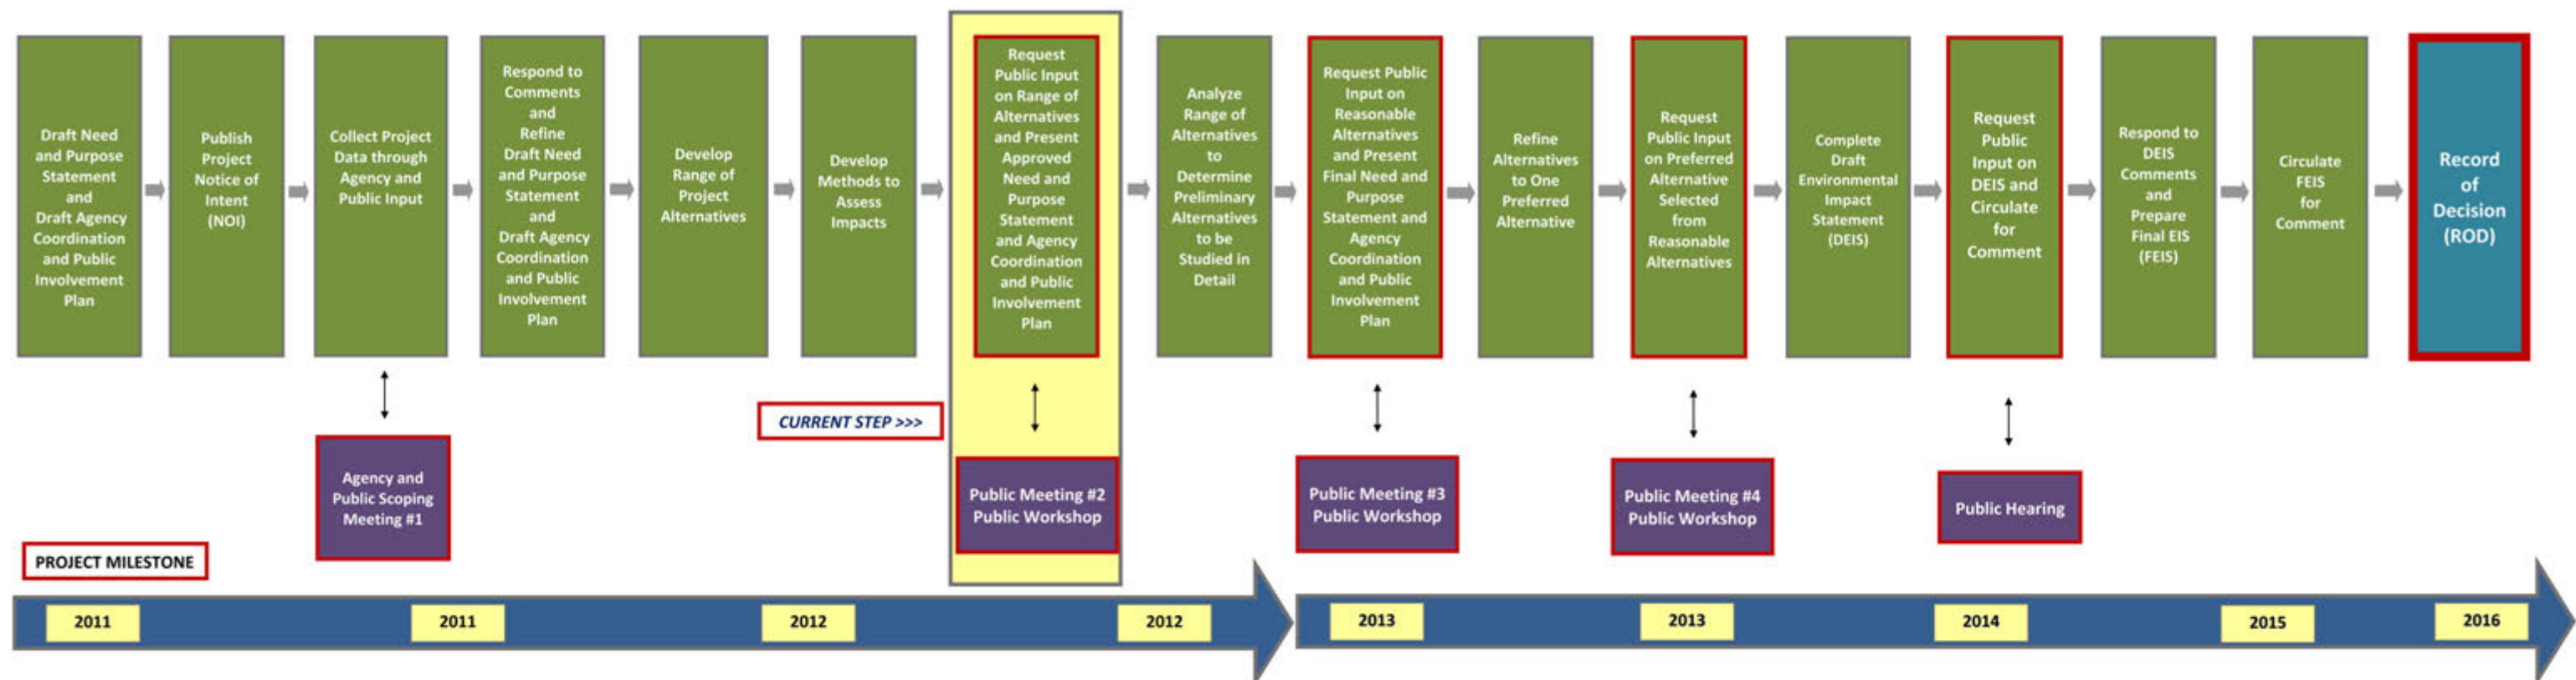 Draft Need
and Purpose
Statement
and
Draft Agency
Coordination
and Public
Involvement
Plan
Publish
Project
Notice of
Intent
(NOI)
Collect Project
Data through
Agency and
Public Input
Respond to
Comments
and
Refine
Draft Need
and Purpose
Statement
and
Draft Agency
Coordination
and Public
Involvement
Plan
Develop
Range of
Project
Alternatives
Develop
Methods to
Assess
Impacts
Request
Public Input
on Range of
Alternatives
and Present
Approved
Need and
Purpose
Statement
and Agency
Coordination
and Public
Involvement
Plan
Analyze
Range of
Alternatives
to
Determine
Preliminary
Alternatives
to be
Studied in
Detail
Request Public
Input on
Reasonable
Alternatives
and Present
Final Need and
Purpose
Statement and
Agency
Coordination
and Public
Involvement
Plan
Refine
Alternatives
to One
Preferred
Alternative
Request
Public Input
on Preferred
Alternative
Selected
from
Reasonable
Alternatives
Complete
Draft
Environmental
Impact
Statement
(DEIS)
Request
Public
Input on
DEIS and
Circulate
for
Comment
Respond to
DEIS
Comments
and
Prepare
Final EIS
(FEIS)
Circulate
FEIS
for
Comment
Record
of
Decision
(ROD)
CURRENT STEP >>>
Agency and
Public Scoping
Meeting #1
Public Meeting #2
Public Workshop
Public Meeting #3
Public Workshop
Public Meeting #4
Public Workshop
Public Hearing
PROJECT MILESTONE
2011
2011
2012
2012
2013
2013
2014
2015
2016